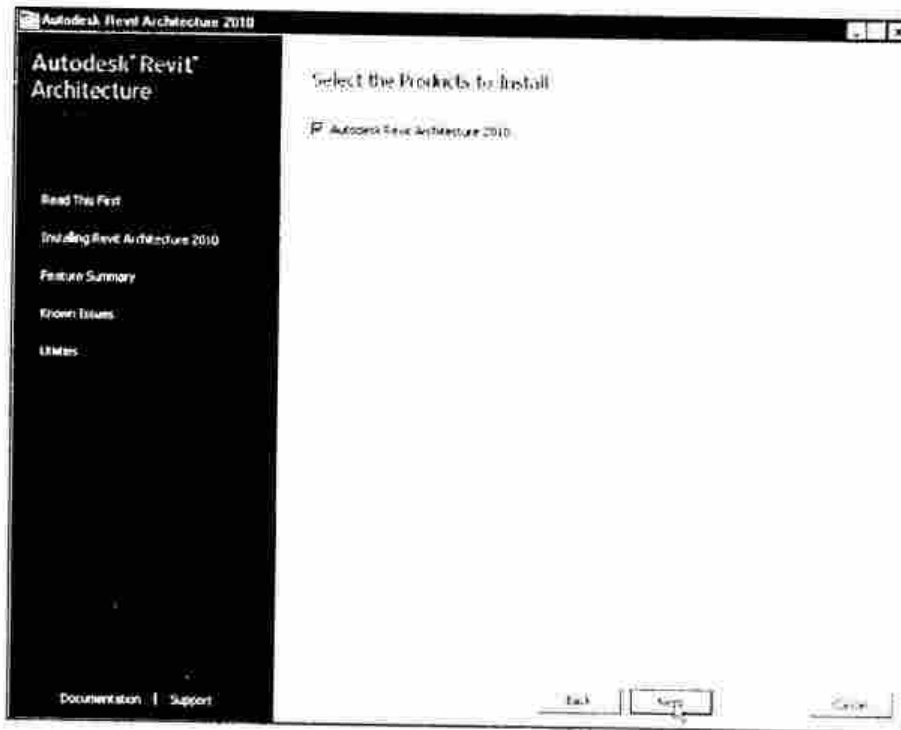 Autodesk Revit Architecture 2010
Autodesk® Revit®
Architecture
Select the Products to Install
Autodesk Revit Architecture 2010
Read This First
Installing Revit Architecture 2010
Feature Summary
Known Issues
Utilities
Documentation | Support
Back
Next
Cancel